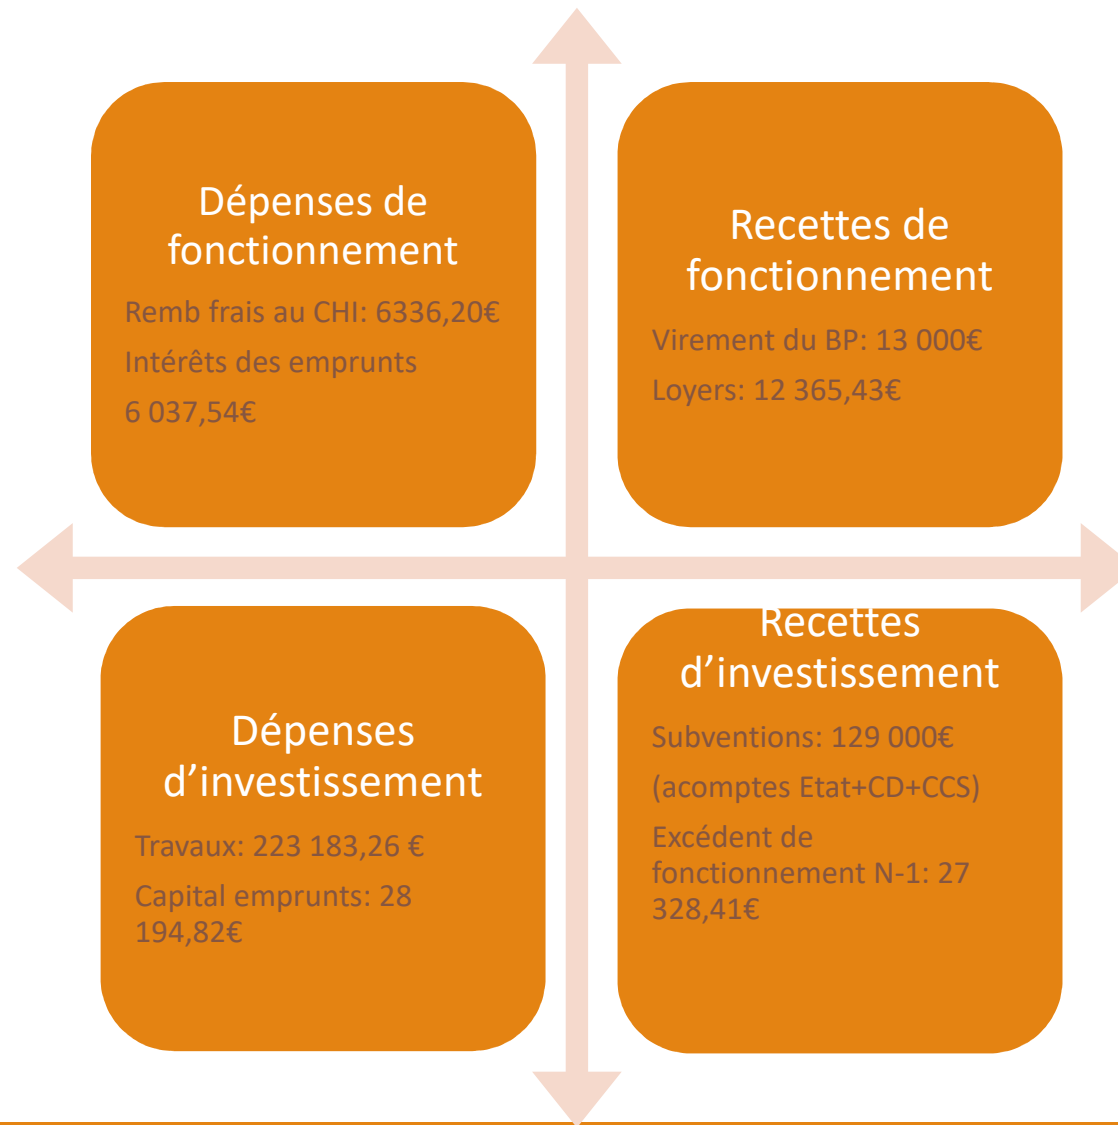 Dépenses de
fonctionnement
Remb frais au CHI: 6336,20€
Intérêts des emprunts
6 037,54€
Recettes de
fonctionnement
Virement du BP: 13 000€
Loyers: 12 365,43€
Dépenses
d’investissement
Travaux: 223 183,26 €
Capital emprunts: 28
194,82€
Recettes
d’investissement
Subventions: 129 000€
(acomptes Etat+CD+CCS)
Excédent de
fonctionnement N-1: 27
328,41€